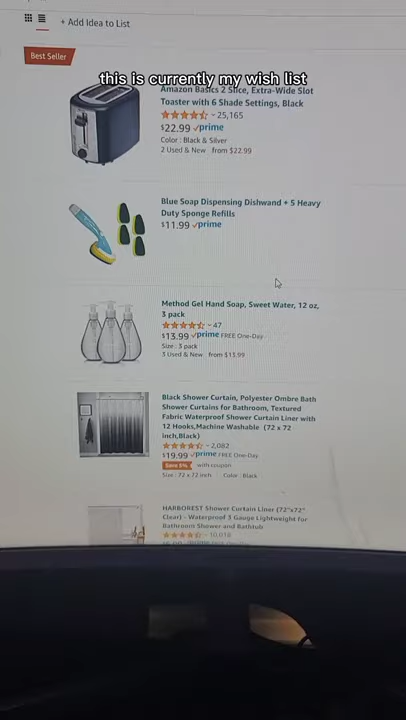 + Add Idea to List
Best Seller
this is currently my wish list
Amazon Basics 2 Slice, Extra-Wide Slot
Toaster with 6 Shade Settings, Black
~ 25,165
$22.99 prime
Color : Black & Silver
2 Used & New from $22.99
Blue Soap Dispensing Dishwand + 5 Heavy
Duty Sponge Refills
$11.99 prime
Method Gel Hand Soap, Sweet Water, 12 oz,
3 pack
~ 47
$13.99 prime FREE One-Day
Size : 3 pack
3 Used & New from $13.99
Black Shower Curtain, Polyester Ombre Bath
Shower Curtains for Bathroom, Textured
Fabric Waterproof Shower Curtain Liner with
12 Hooks,Machine Washable (72 x 72
inch,Black)
~ 2,082
$19.99 prime FREE One-Day
Save 5% with coupon
Size : 72 x 72 inch Color : Black
HARBOREST Shower Curtain Liner (72"x72"
Clear) - Waterproof 3 Gauge Lightweight for
Bathroom Shower and Bathtub
~ 10,018